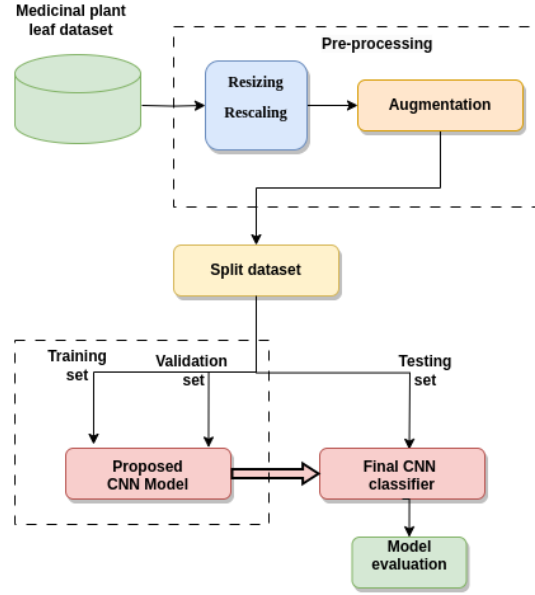 Medicinal plant
leaf dataset
Pre-processing
Resizing
Rescaling
Augmentation
Split dataset
Training
set
Validation
set
Testing
set
Proposed
CNN Model
Final CNN
classifier
Model
evaluation